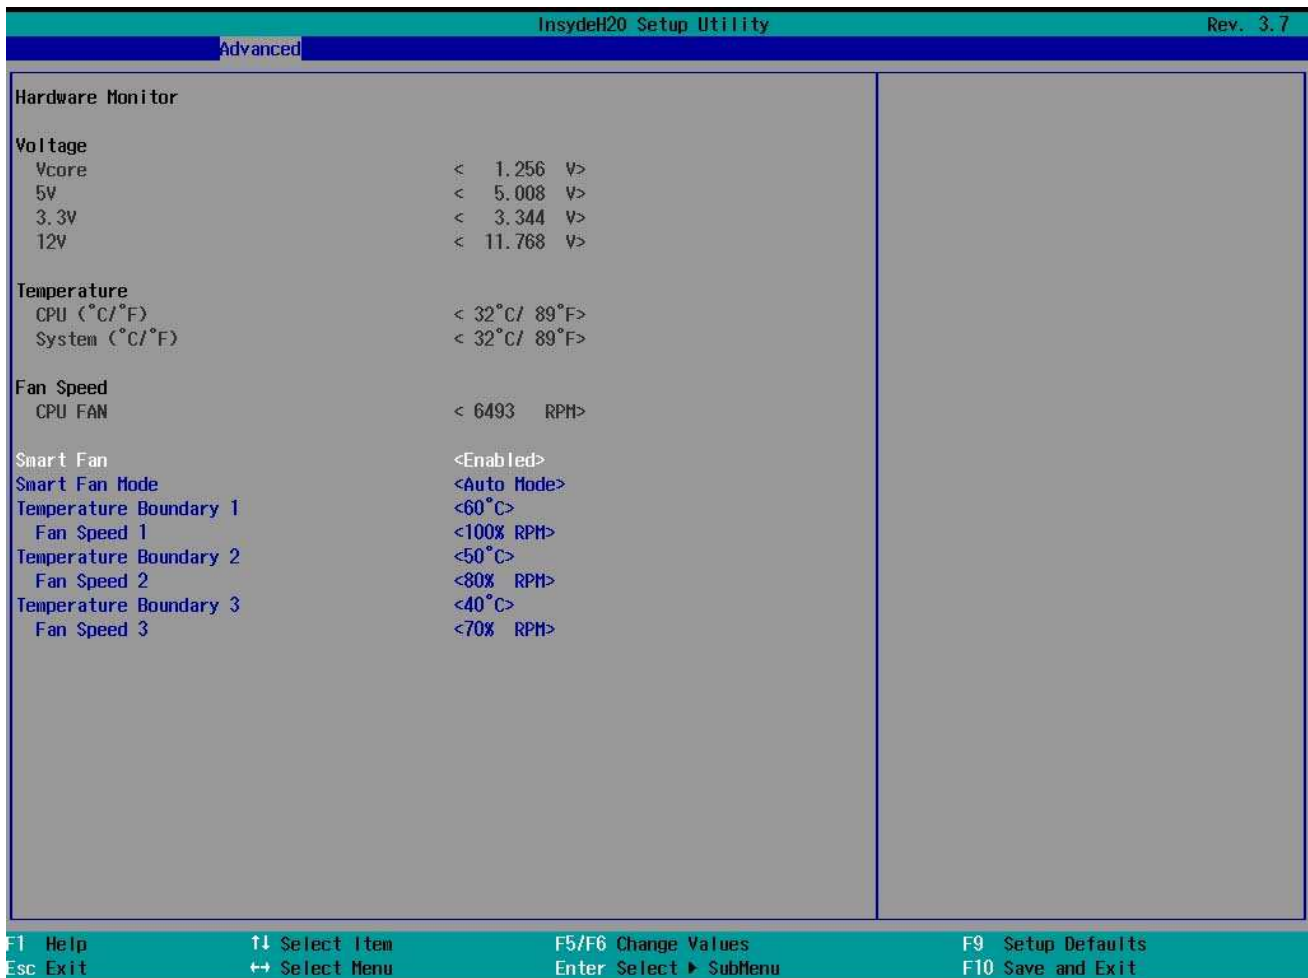 InsydeH20 Setup Utility Rev. 3.7
Advanced
Hardware Monitor
Voltage
Vcore < 1.256 V>
5V < 5.008 V>
3.3V < 3.344 V>
12V < 11.768 V>
Temperature
CPU (°C/°F) < 32°C/ 89°F>
System (°C/°F) < 32°C/ 89°F>
Fan Speed
CPU FAN < 6493 RPM>
Smart Fan <Enabled>
Smart Fan Mode <Auto Mode>
Temperature Boundary 1 <60°C>
Fan Speed 1 <100% RPM>
Temperature Boundary 2 <50°C>
Fan Speed 2 <80% RPM>
Temperature Boundary 3 <40°C>
Fan Speed 3 <70% RPM>
F1 Help ↑↓ Select Item F5/F6 Change Values F9 Setup Defaults
Esc Exit ↔ Select Menu Enter Select ▶ SubMenu F10 Save and Exit